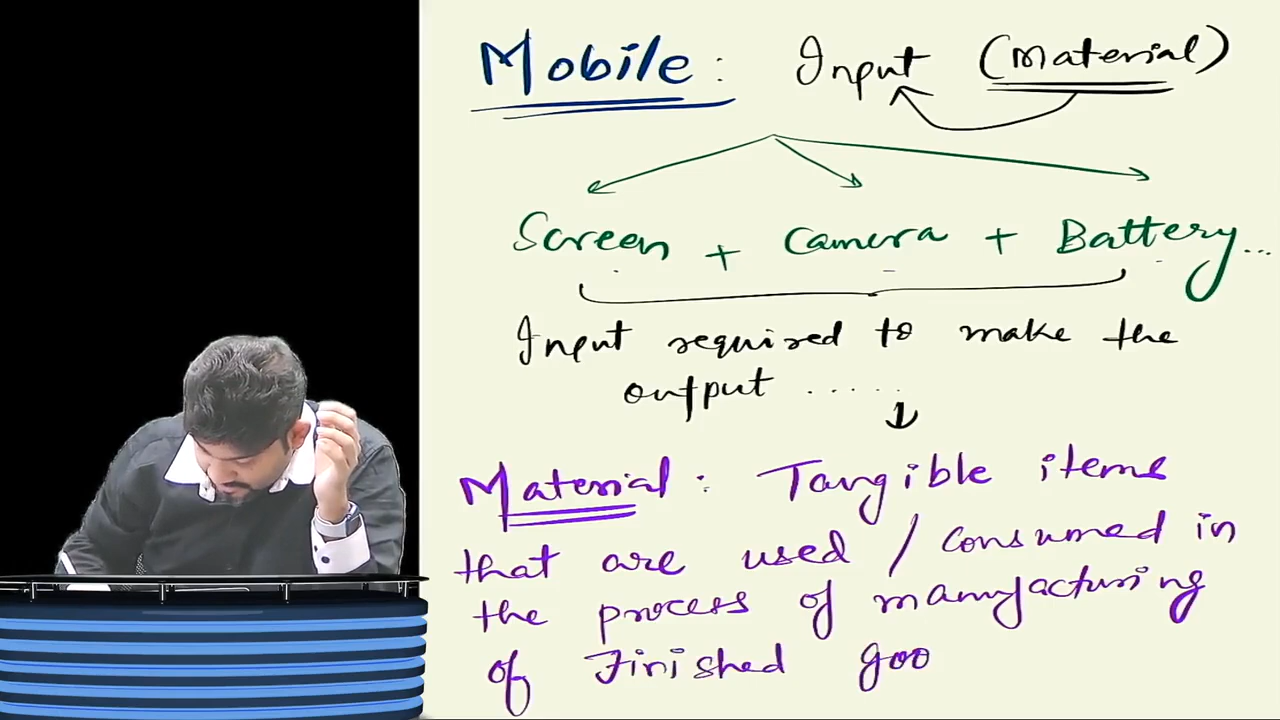 Mobile: Input (Material)
Screen + Camera + Battery...
Input required to make the
output .....
Material: Tangible items
that are used / consumed in
the process of manufacturing
of Finished goo